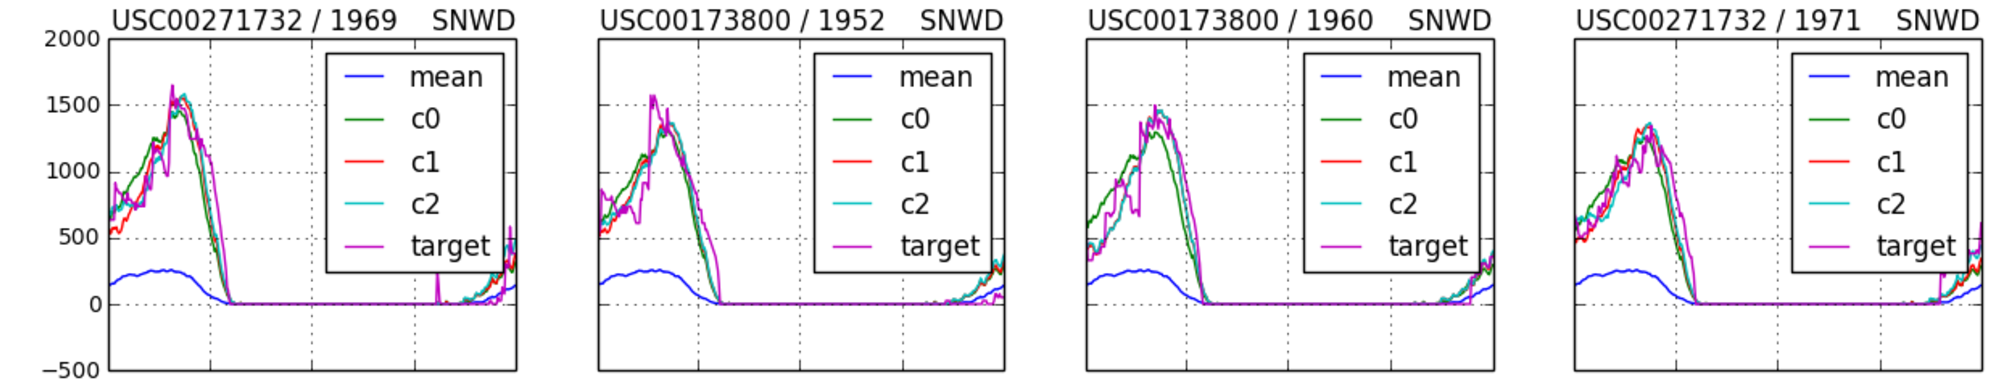 USC00271732 / 1969 SNWD
2000
1500
1000
500
0
−500
mean
c0
c1
c2
target
USC00173800 / 1952 SNWD
mean
c0
c1
c2
target
USC00173800 / 1960 SNWD
mean
c0
c1
c2
target
USC00271732 / 1971 SNWD
mean
c0
c1
c2
target